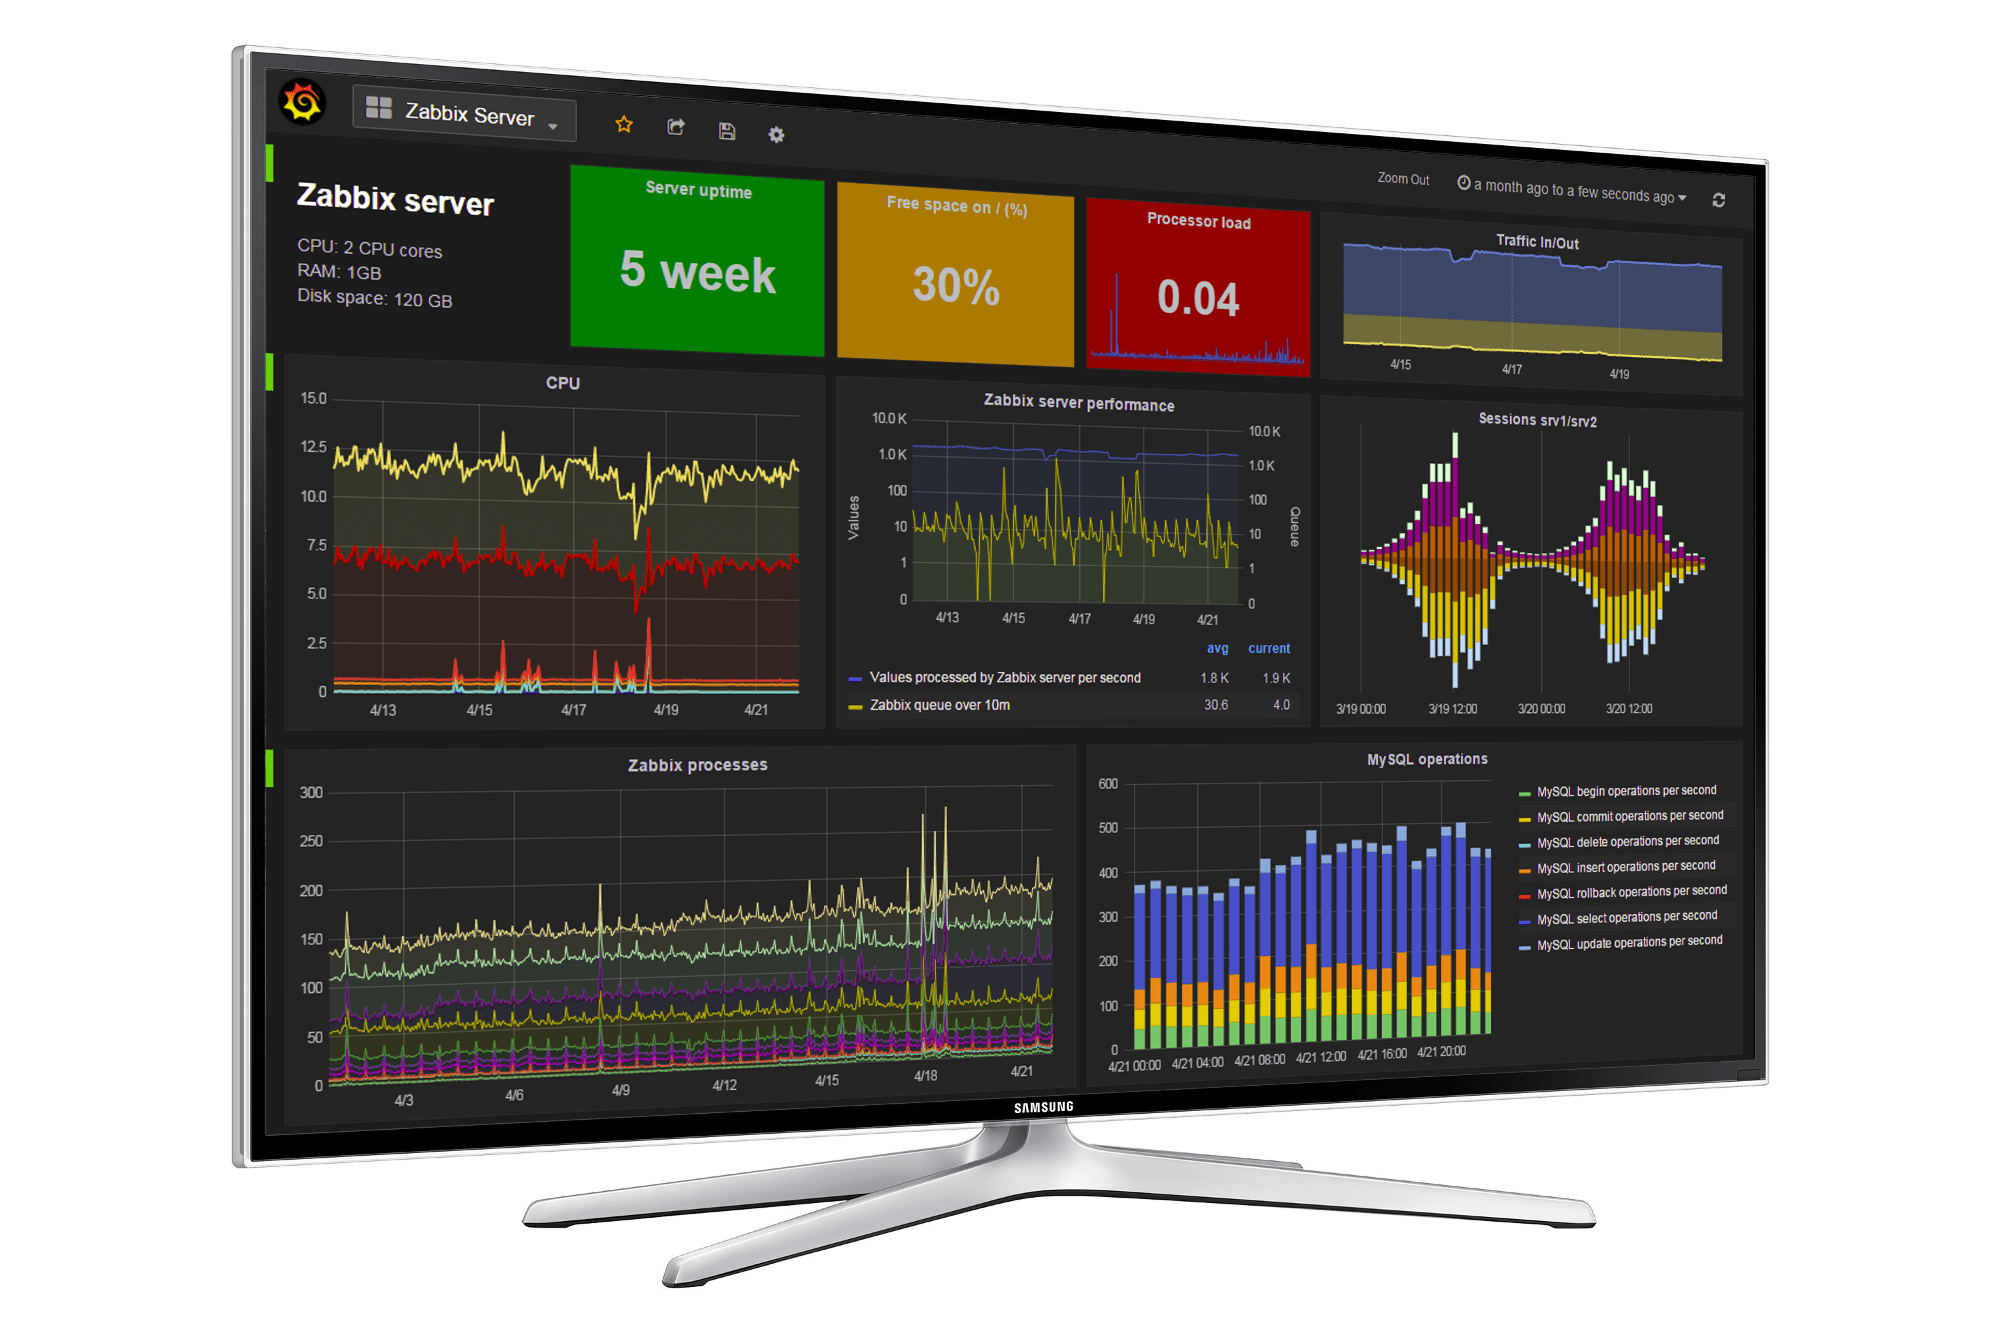 Zabbix Server
Zoom Out
a month ago to a few seconds ago
Zabbix server
CPU: 2 CPU cores
RAM: 1GB
Disk space: 120 GB
Server uptime
5 week
Free space on / (%)
30%
Processor load
0.04
Traffic In/Out
4/15 4/17 4/19
CPU
15.0
12.5
10.0
7.5
5.0
2.5
0
4/13 4/15 4/17 4/19 4/21
Zabbix server performance
Values
10.0 K
1.0 K
100
10
1
0
10.0 K
1.0 K
100
10
1
0
Queue
4/13 4/15 4/17 4/19 4/21
avg current
Values processed by Zabbix server per second 1.8 K 1.9 K
Zabbix queue over 10m 30.6 4.0
Sessions srv1/srv2
3/19 00:00 3/19 12:00 3/20 00:00 3/20 12:00
Zabbix processes
300
250
200
150
100
50
0
4/3 4/6 4/9 4/12 4/15 4/18 4/21
MySQL operations
600
500
400
300
200
100
0
4/21 00:00 4/21 04:00 4/21 08:00 4/21 12:00 4/21 16:00 4/21 20:00
MySQL begin operations per second
MySQL commit operations per second
MySQL delete operations per second
MySQL insert operations per second
MySQL rollback operations per second
MySQL select operations per second
MySQL update operations per second
SAMSUNG